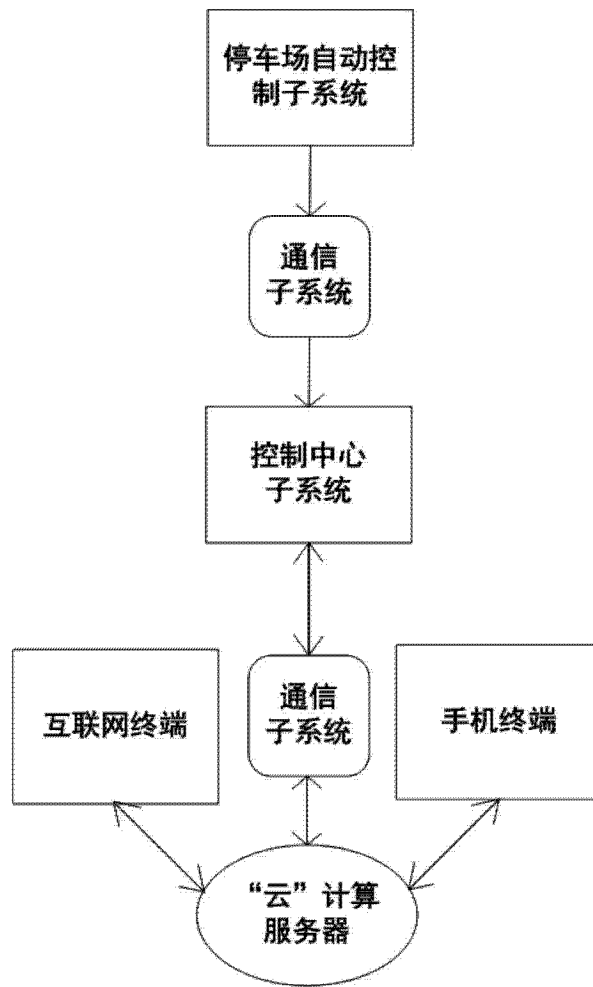 停车场自动控
制子系统
通信
子系统
控制中心
子系统
互联网终端
通信
子系统
手机终端
“云”计算
服务器